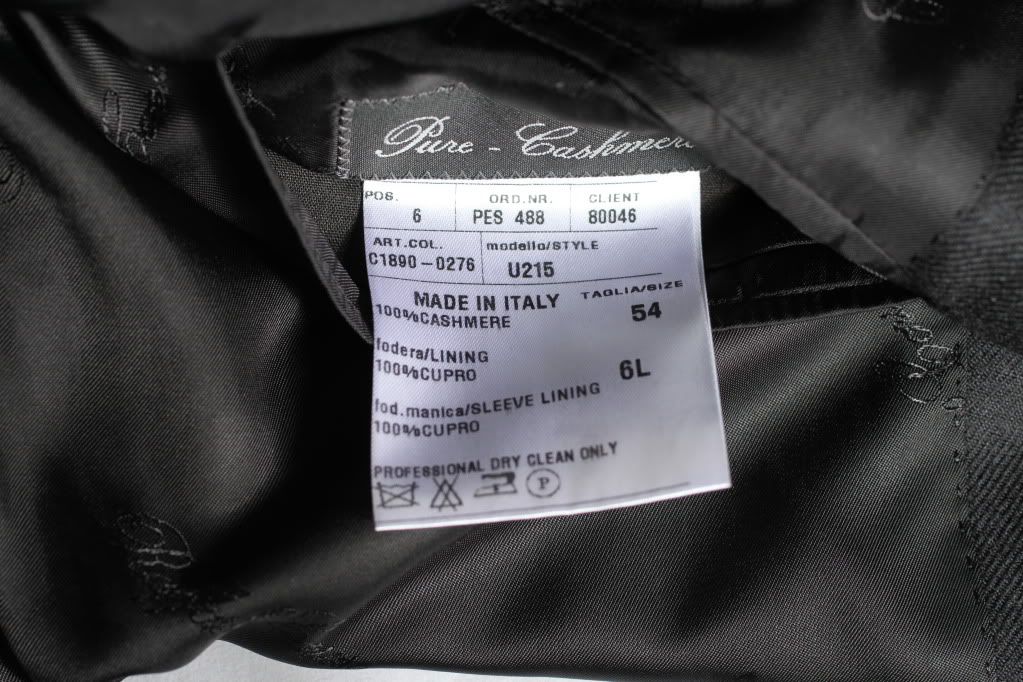 Pure - Cashmere
POS. ORD.NR. CLIENT
6 PES 488 80046
ART.COL. modello/STYLE
C1890-0276 U215
MADE IN ITALY TAGLIA/SIZE
100%CASHMERE 54
fodera/LINING
100%CUPRO 6L
fod.manica/SLEEVE LINING
100%CUPRO
PROFESSIONAL DRY CLEAN ONLY
P